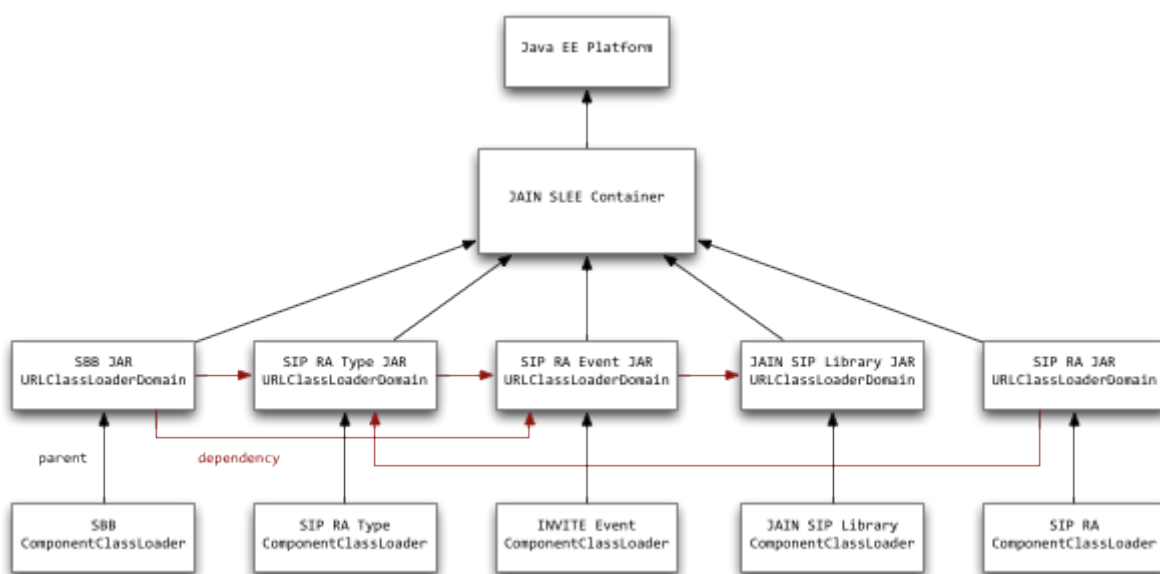 Java EE Platform
JAIN SLEE Container
SBB JAR
URLClassLoaderDomain
SIP RA Type JAR
URLClassLoaderDomain
SIP RA Event JAR
URLClassLoaderDomain
JAIN SIP Library JAR
URLClassLoaderDomain
SIP RA JAR
URLClassLoaderDomain
parent
dependency
SBB
ComponentClassLoader
SIP RA Type
ComponentClassLoader
INVITE Event
ComponentClassLoader
JAIN SIP Library
ComponentClassLoader
SIP RA
ComponentClassLoader